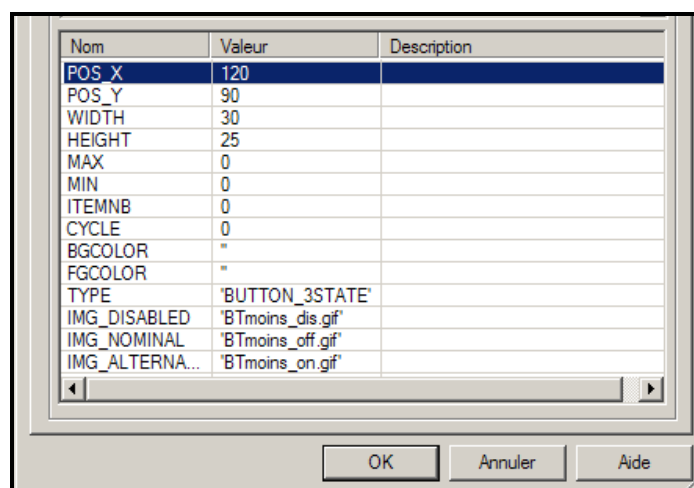 Nom Valeur Description
POS_X 120
POS_Y 90
WIDTH 30
HEIGHT 25
MAX 0
MIN 0
ITEMNB 0
CYCLE 0
BGCOLOR ''
FGCOLOR ''
TYPE 'BUTTON_3STATE'
IMG_DISABLED 'BTmoins_dis.gif'
IMG_NOMINAL 'BTmoins_off.gif'
IMG_ALTERNA... 'BTmoins_on.gif'
OK Annuler Aide